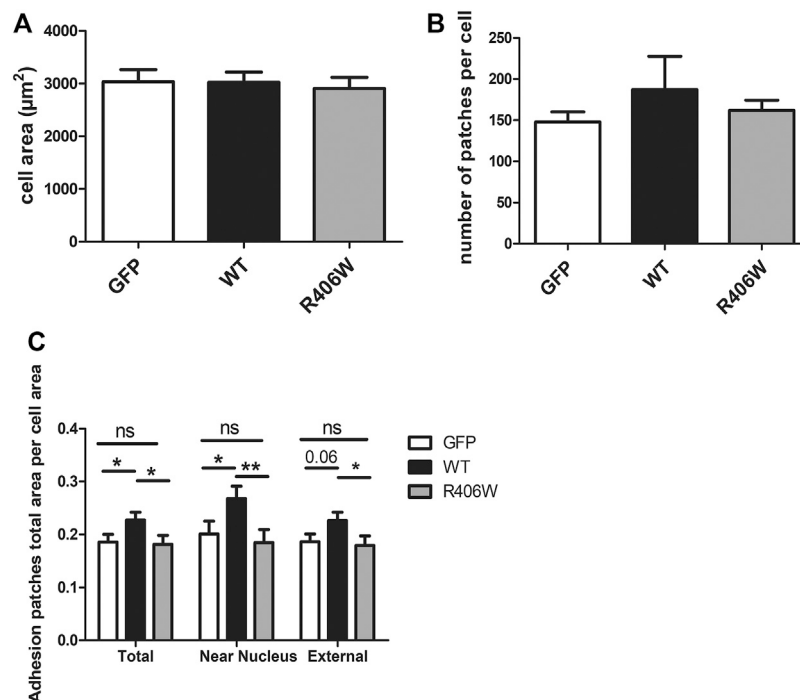 A
cell area (µm²)
4000
3000
2000
1000
0
GFP
WT
R406W
B
number of patches per cell
250
200
150
100
50
0
GFP
WT
R406W
C
Adhesion patches total area per cell area
0.4
0.3
0.2
0.1
0.0
ns
* *
ns
* **
ns
0.06 *
Total
Near Nucleus
External
GFP
WT
R406W